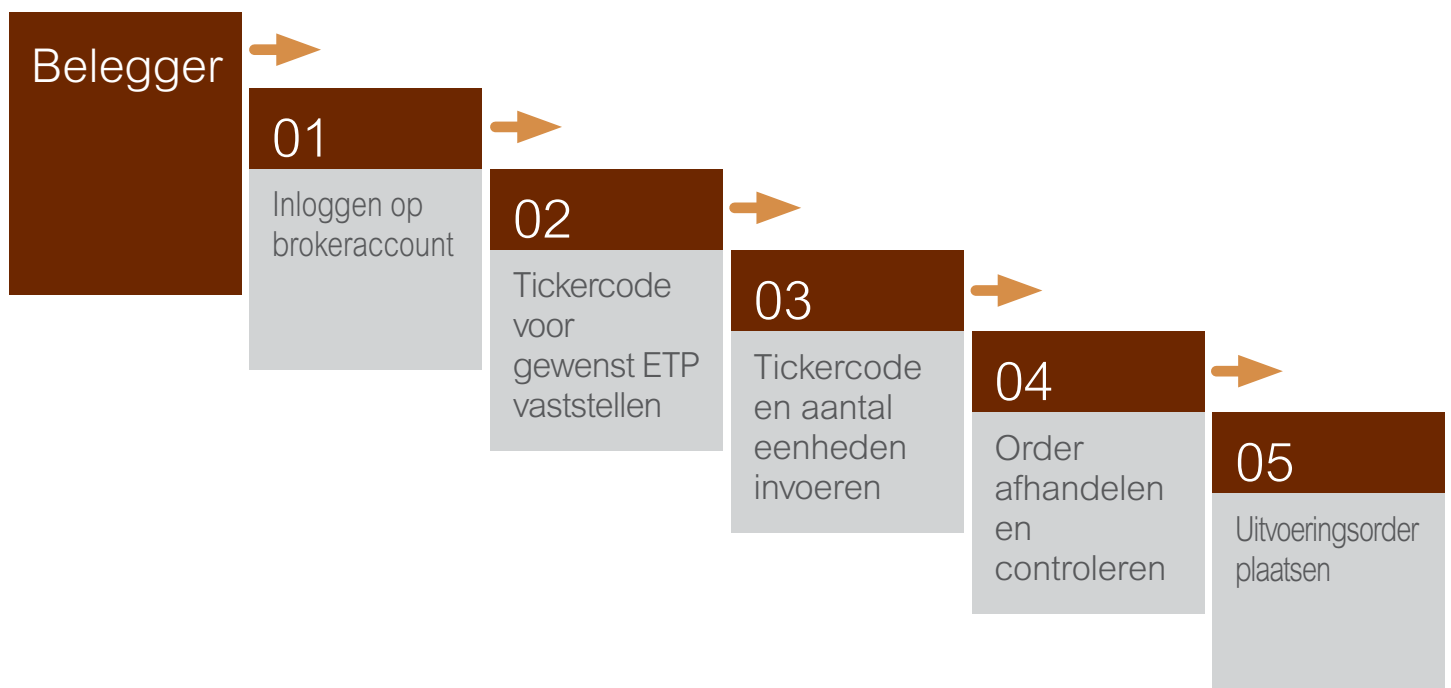 Belegger
01
Inloggen op
brokeraccount
02
Tickercode
voor
gewenst ETP
vaststellen
03
Tickercode
en aantal
eenheden
invoeren
04
Order
afhandelen
en
controleren
05
Uitvoeringsorder
plaatsen